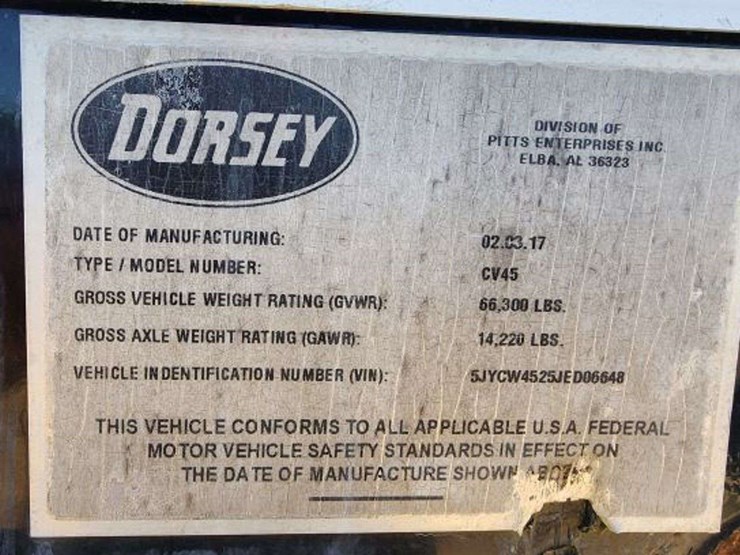 DORSEY
DIVISION OF
PITTS ENTERPRISES INC.
ELBA, AL 36323
DATE OF MANUFACTURING: 02.03.17
TYPE / MODEL NUMBER: CV45
GROSS VEHICLE WEIGHT RATING (GVWR): 66,300 LBS.
GROSS AXLE WEIGHT RATING (GAWR): 14,220 LBS.
VEHICLE INDENTIFICATION NUMBER (VIN): 5JYCW4525JED06648
THIS VEHICLE CONFORMS TO ALL APPLICABLE U.S.A. FEDERAL
MOTOR VEHICLE SAFETY STANDARDS IN EFFECT ON
THE DATE OF MANUFACTURE SHOWN